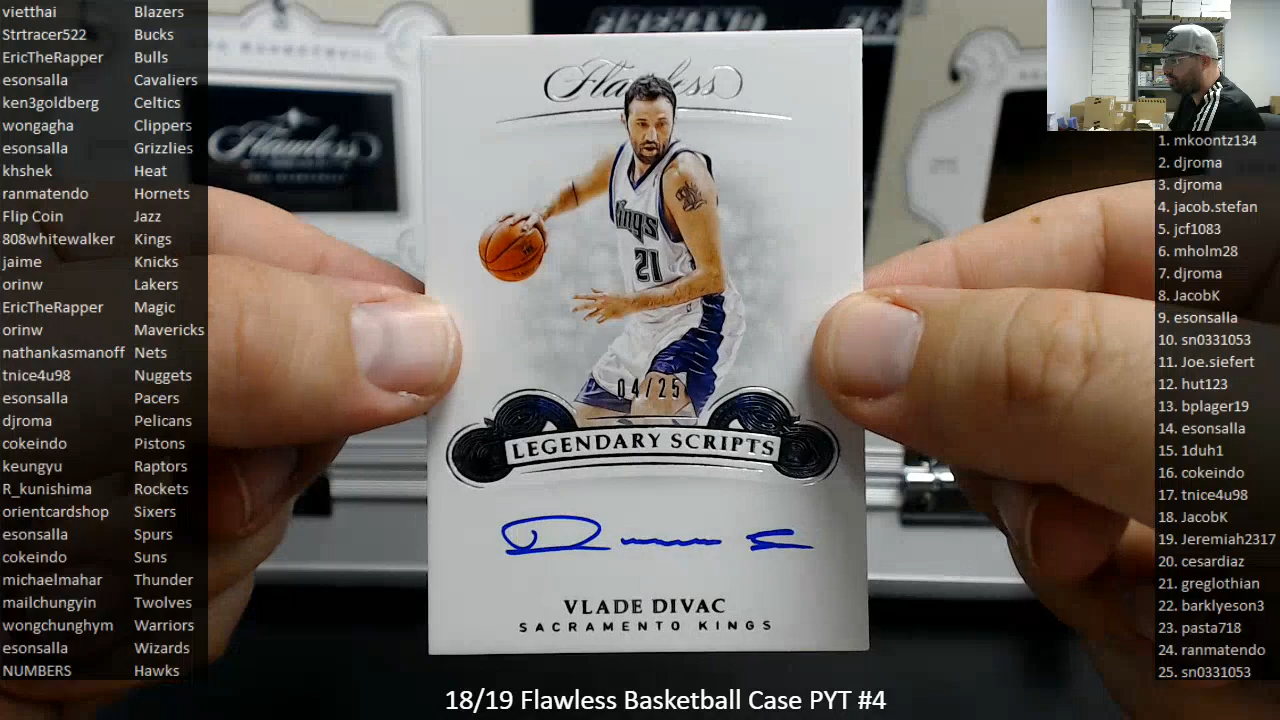 vietthai Blazers
Strtracer522 Bucks
EricTheRapper Bulls
esonsalla Cavaliers
ken3goldberg Celtics
wongagha Clippers
esonsalla Grizzlies
khshek Heat
ranmatendo Hornets
Flip Coin Jazz
808whitewalker Kings
jaime Knicks
orinw Lakers
EricTheRapper Magic
orinw Mavericks
nathankasmanoff Nets
tnice4u98 Nuggets
esonsalla Pacers
djroma Pelicans
cokeindo Pistons
keungyu Raptors
R_kunishima Rockets
orientcardshop Sixers
esonsalla Spurs
cokeindo Suns
michaelmahar Thunder
mailchungyin Twolves
wongchunghym Warriors
esonsalla Wizards
NUMBERS Hawks
Flawless
Flawless
Kings
21
04/25
LEGENDARY SCRIPTS
VLADE DIVAC
SACRAMENTO KINGS
18/19 Flawless Basketball Case PYT #4
1. mkoontz134
2. djroma
3. djroma
4. jacob.stefan
5. jcf1083
6. mholm28
7. djroma
8. JacobK
9. esonsalla
10. sn0331053
11. Joe.siefert
12. hut123
13. bplager19
14. esonsalla
15. 1duh1
16. cokeindo
17. tnice4u98
18. JacobK
19. Jeremiah2317
20. cesardiaz
21. greglothian
22. barklyeson3
23. pasta718
24. ranmatendo
25. sn0331053